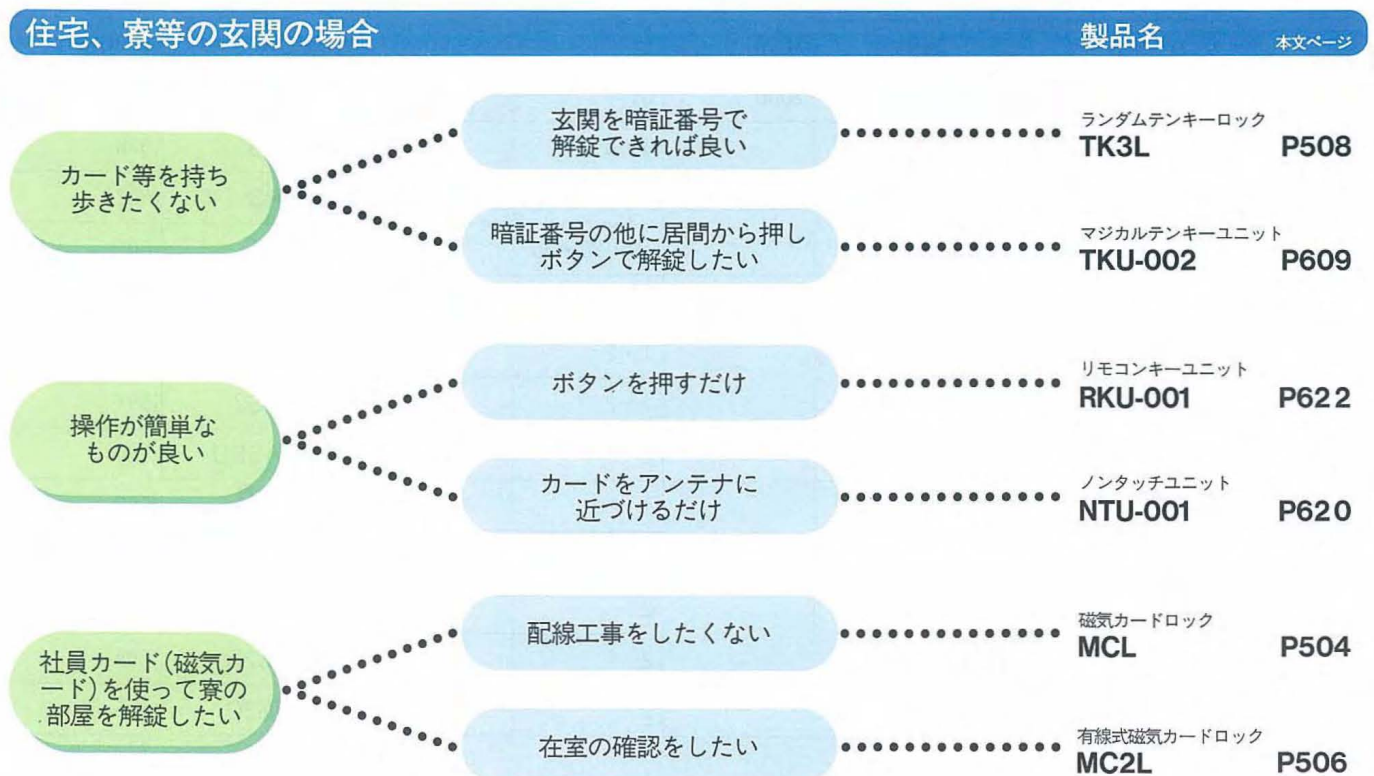 住宅、寮等の玄関の場合 製品名 本文ページ
カード等を持ち
歩きたくない
玄関を暗証番号で
解錠できれば良い
ランダムテンキーロック
TK3L P508
暗証番号の他に居間から押し
ボタンで解錠したい
マジカルテンキーユニット
TKU-002 P609
操作が簡単な
ものが良い
ボタンを押すだけ
リモコンキーユニット
RKU-001 P622
カードをアンテナに
近づけるだけ
ノンタッチユニット
NTU-001 P620
社員カード(磁気カ
ード)を使って寮の
部屋を解錠したい
配線工事をしたくない
磁気カードロック
MCL P504
在室の確認をしたい
有線式磁気カードロック
MC2L P506